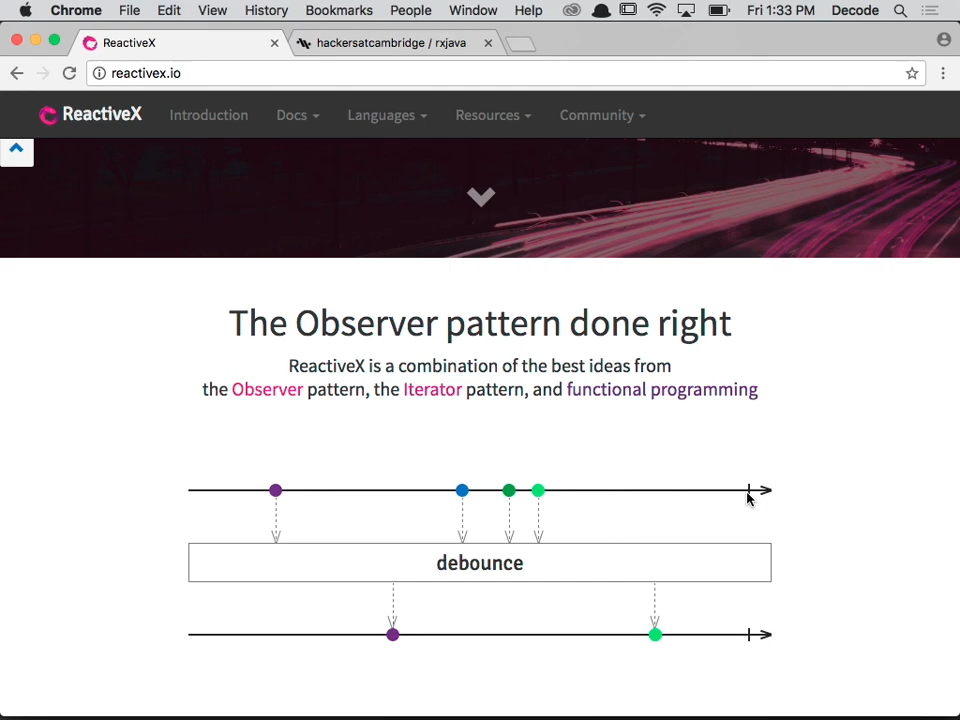 Chrome File Edit View History Bookmarks People Window Help Fri 1:33 PM Decode
ReactiveX hackersatcambridge / rxjava
reactivex.io
ReactiveX Introduction Docs Languages Resources Community
The Observer pattern done right
ReactiveX is a combination of the best ideas from
the Observer pattern, the Iterator pattern, and functional programming
debounce